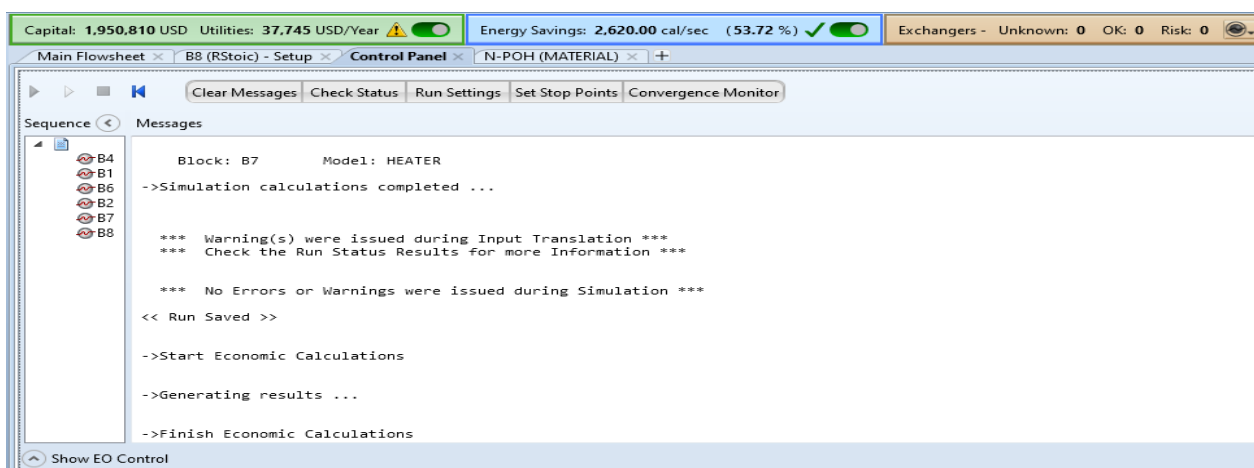 Capital: 1,950,810 USD Utilities: 37,745 USD/Year Energy Savings: 2,620.00 cal/sec (53.72 %) Exchangers - Unknown: 0 OK: 0 Risk: 0
Main Flowsheet B8 (RStoic) - Setup Control Panel N-POH (MATERIAL) +
Clear Messages Check Status Run Settings Set Stop Points Convergence Monitor
Sequence Messages
B4
B1
B6
B2
B7
B8
Block: B7 Model: HEATER
->Simulation calculations completed ...
*** Warning(s) were issued during Input Translation ***
*** Check the Run Status Results for more Information ***
*** No Errors or Warnings were issued during Simulation ***
<< Run Saved >>
->Start Economic Calculations
->Generating results ...
->Finish Economic Calculations
Show EO Control